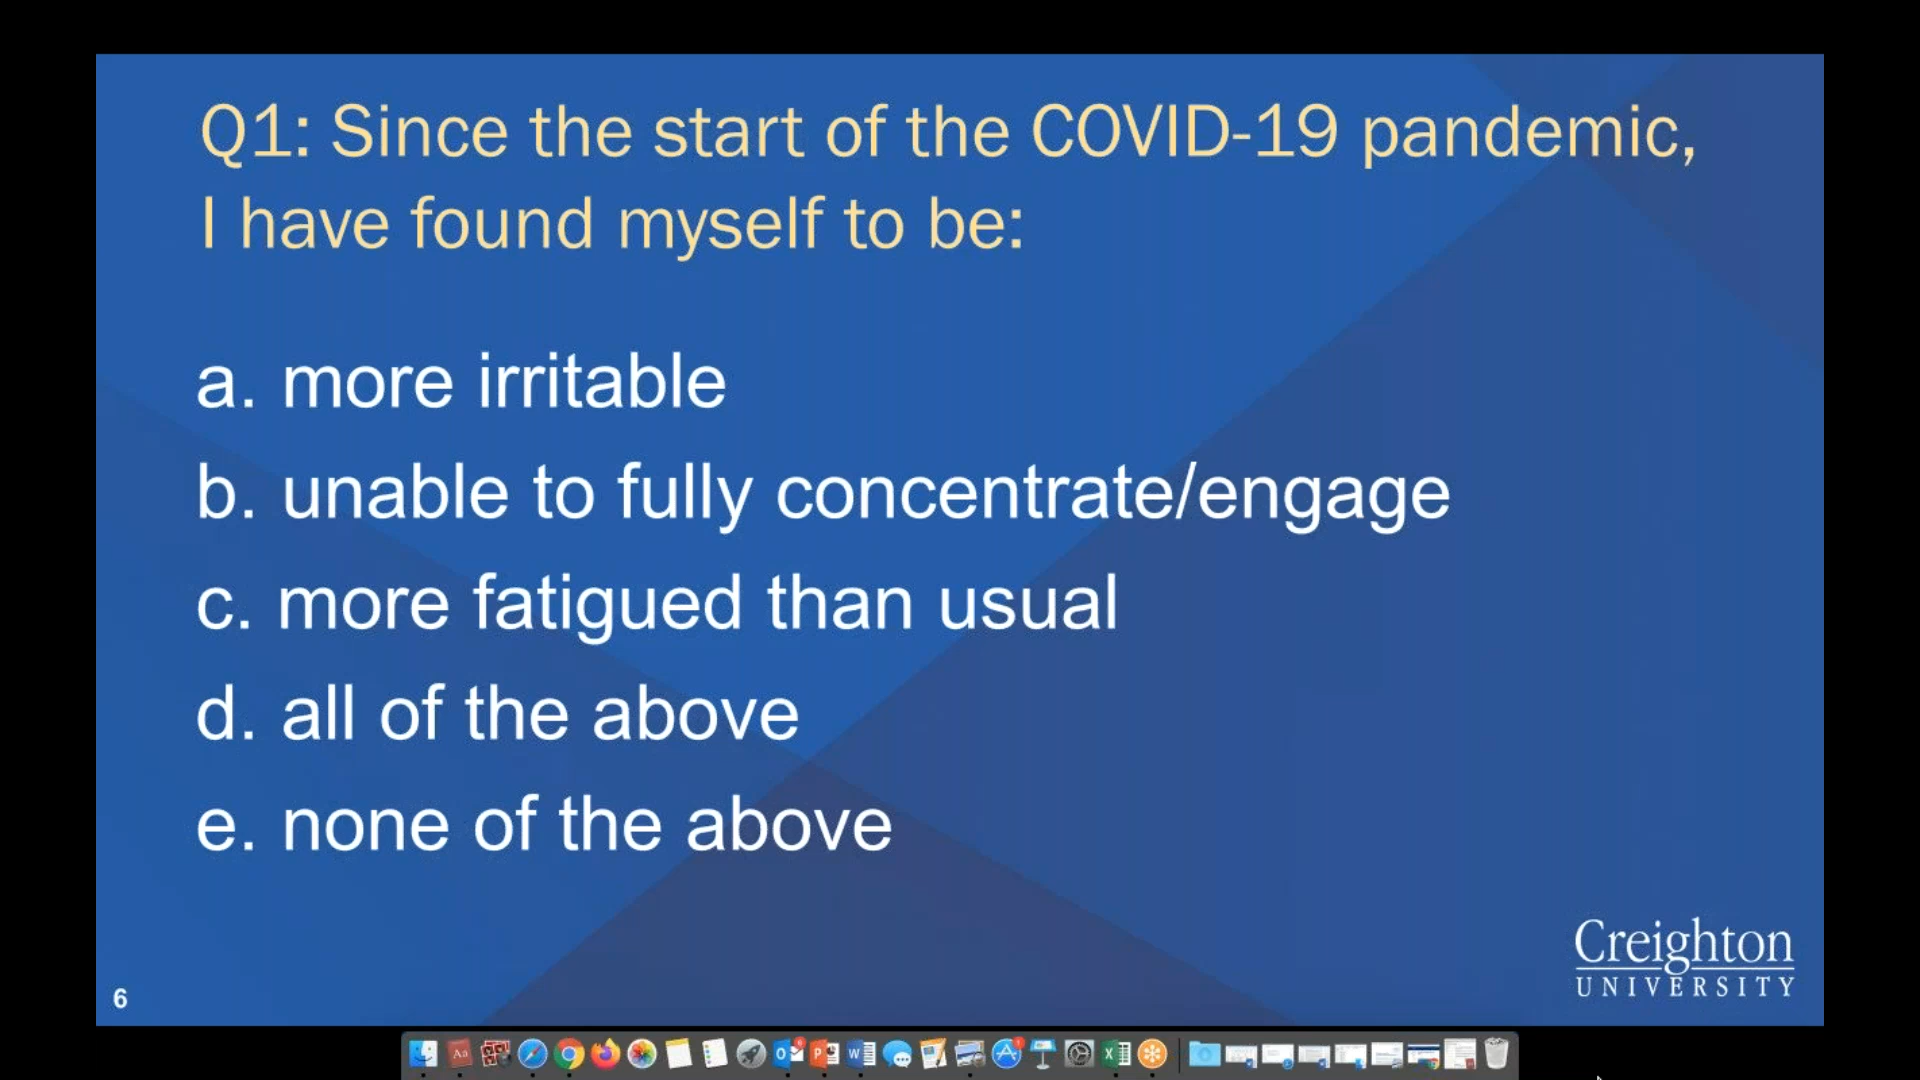 Q1: Since the start of the COVID-19 pandemic,
I have found myself to be:
a. more irritable
b. unable to fully concentrate/engage
c. more fatigued than usual
d. all of the above
e. none of the above
Creighton
UNIVERSITY
6